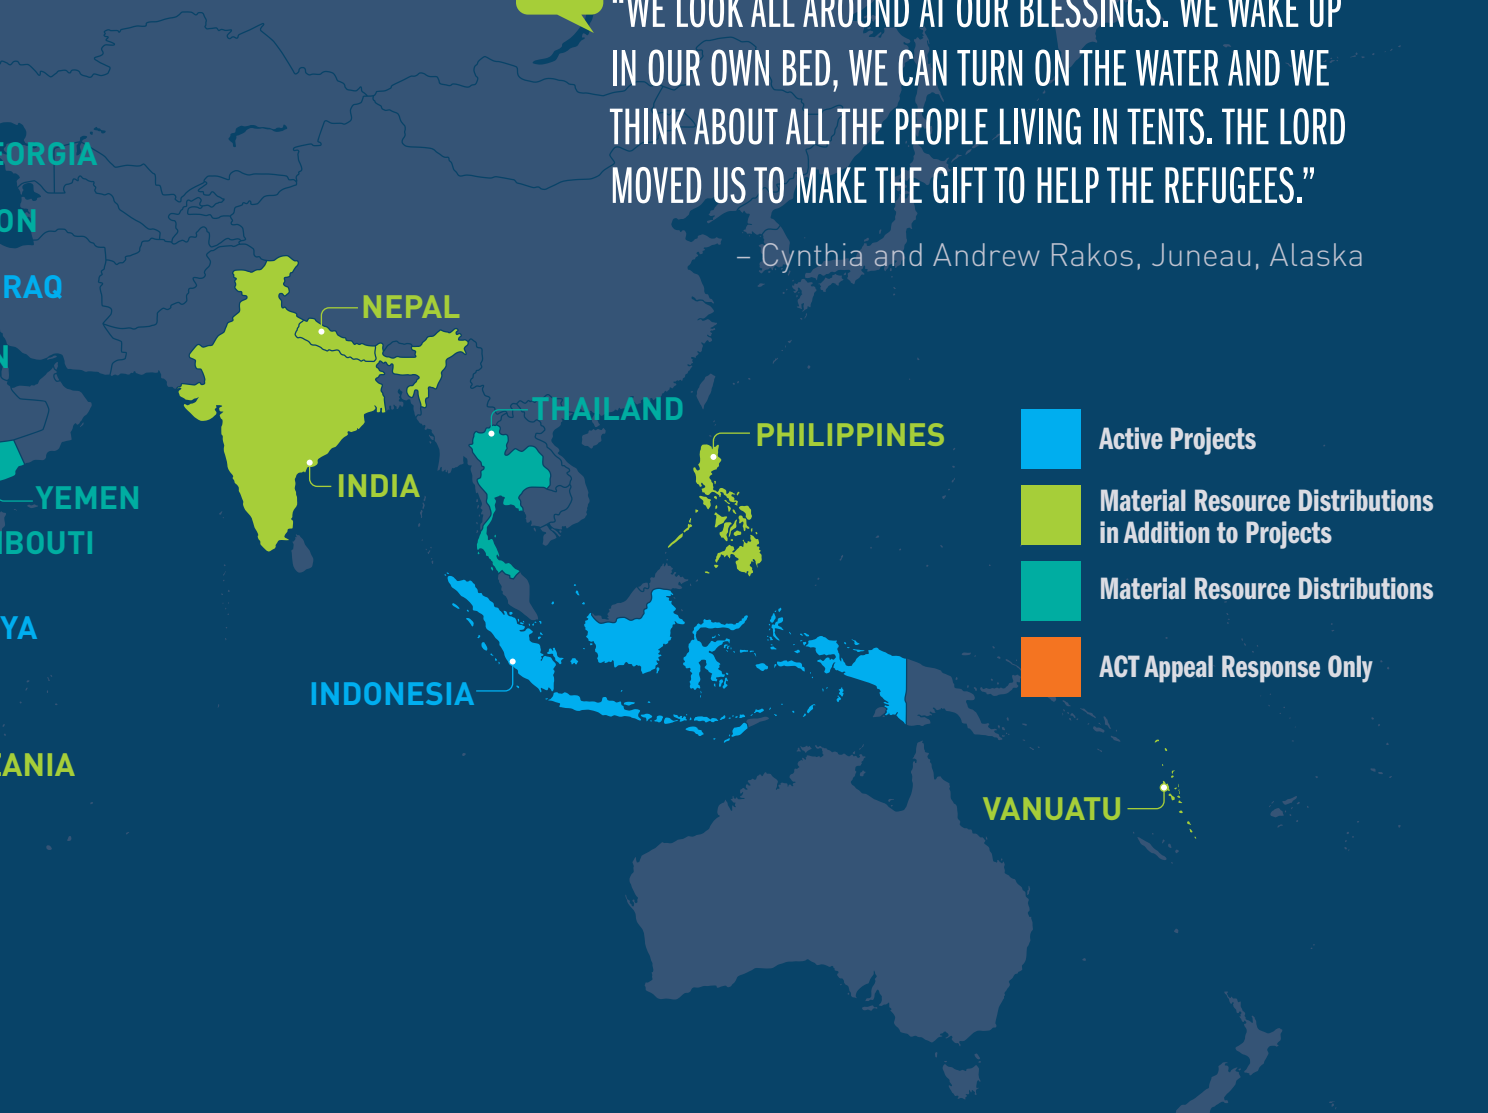 “WE LOOK ALL AROUND AT OUR BLESSINGS. WE WAKE UP
IN OUR OWN BED, WE CAN TURN ON THE WATER AND WE
THINK ABOUT ALL THE PEOPLE LIVING IN TENTS. THE LORD
MOVED US TO MAKE THE GIFT TO HELP THE REFUGEES.”
– Cynthia and Andrew Rakos, Juneau, Alaska
EORGIA
ON
RAQ
N
YEMEN
IBOUTI
YA
ANIA
NEPAL
THAILAND
PHILIPPINES
INDIA
INDONESIA
VANUATU
Active Projects
Material Resource Distributions
in Addition to Projects
Material Resource Distributions
ACT Appeal Response Only